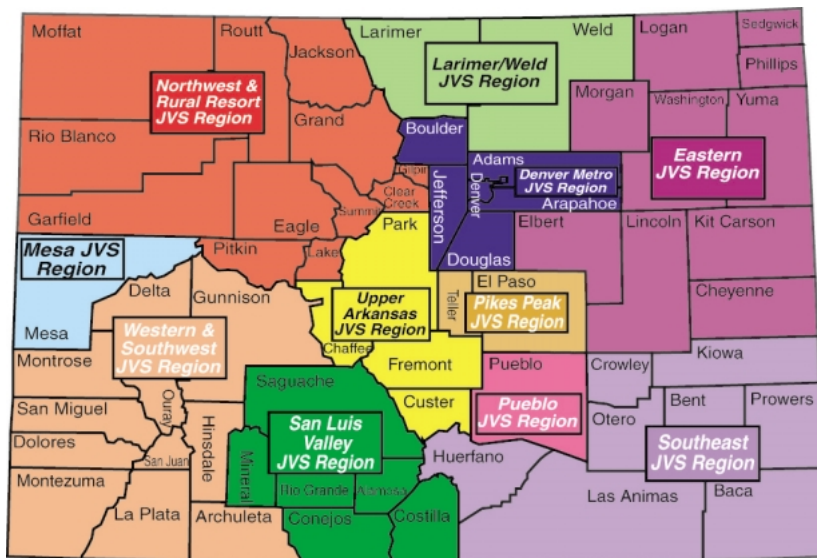 Moffat
Routt
Jackson
Larimer
Weld
Logan
Sedgwick
Phillips
Northwest &
Rural Resort
JVS Region
Larimer/Weld
JVS Region
Morgan
Washington
Yuma
Rio Blanco
Grand
Boulder
Eastern
JVS Region
Adams
Denver Metro
JVS Region
Gilpin
Clear
Creek
Jefferson
Denver
Arapahoe
Garfield
Eagle
Summit
Park
Elbert
Lincoln
Kit Carson
Mesa JVS
Region
Pitkin
Lake
Douglas
El Paso
Cheyenne
Delta
Gunnison
Upper
Arkansas
JVS Region
Teller
Pikes Peak
JVS Region
Mesa
Western &
Southwest
JVS Region
Chaffee
Montrose
Fremont
Pueblo
Crowley
Kiowa
Saguache
San Miguel
Ouray
Hinsdale
Custer
Pueblo
JVS Region
Otero
Bent
Prowers
Dolores
San Juan
San Luis
Valley
JVS Region
Huerfano
Southeast
JVS Region
Montezuma
Mineral
Rio Grande
Alamosa
Las Animas
Baca
La Plata
Archuleta
Conejos
Costilla